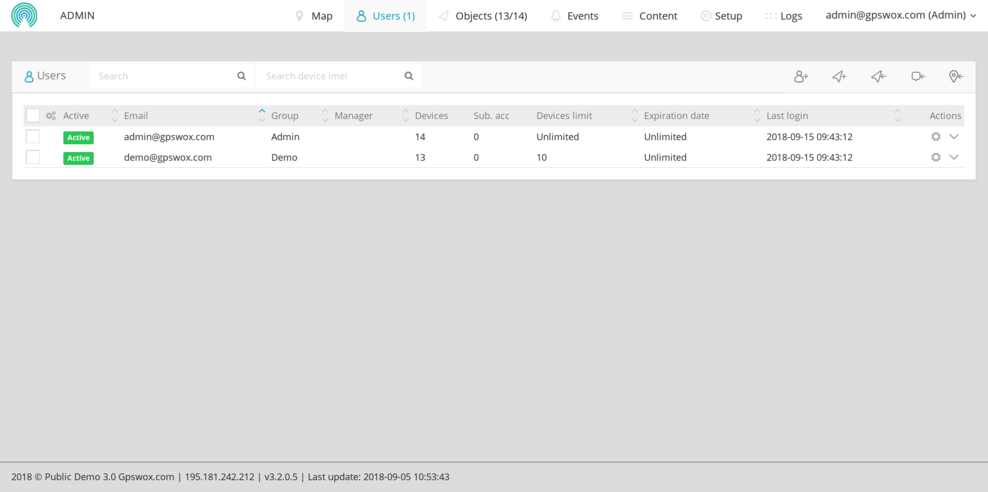 ADMIN Map Users (1) Objects (13/14) Events Content Setup Logs admin@gpswox.com (Admin)
Users Search Search device imei
Active Email Group Manager Devices Sub. acc Devices limit Expiration date Last login Actions
Active admin@gpswox.com Admin 14 0 Unlimited Unlimited 2018-09-15 09:43:12
Active demo@gpswox.com Demo 13 0 10 Unlimited 2018-09-15 09:43:12
2018 © Public Demo 3.0 Gpswox.com | 195.181.242.212 | v3.2.0.5 | Last update: 2018-09-05 10:53:43